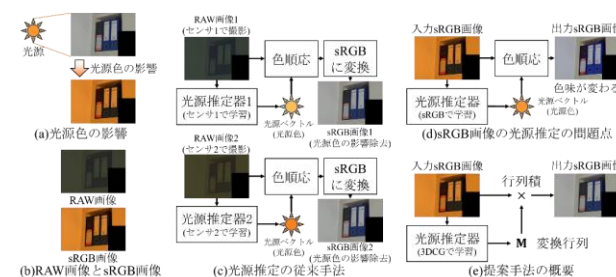 光源
光源色の影響
(a)光源色の影響
RAW画像
sRGB画像
(b)RAW画像とsRGB画像
RAW画像1
(センサ1で撮影)
色順応
sRGB
に変換
光源推定器1
(センサ1で学習)
光源ベクトル
(光源色)
sRGB画像1
(光源色の影響除去)
RAW画像2
(センサ2で撮影)
色順応
sRGB
に変換
光源推定器2
(センサ2で学習)
光源ベクトル
(光源色)
sRGB画像2
(光源色の影響除去)
(c)光源推定の従来手法
入力sRGB画像
出力sRGB画像
色順応
色味が変わる
光源推定器
(sRGBで学習)
光源ベクトル
(光源色)
(d)sRGB画像の光源推定の問題点
入力sRGB画像
出力sRGB画像
行列積
×
光源推定器
(3DCGで学習)
M 変換行列
(e)提案手法の概要